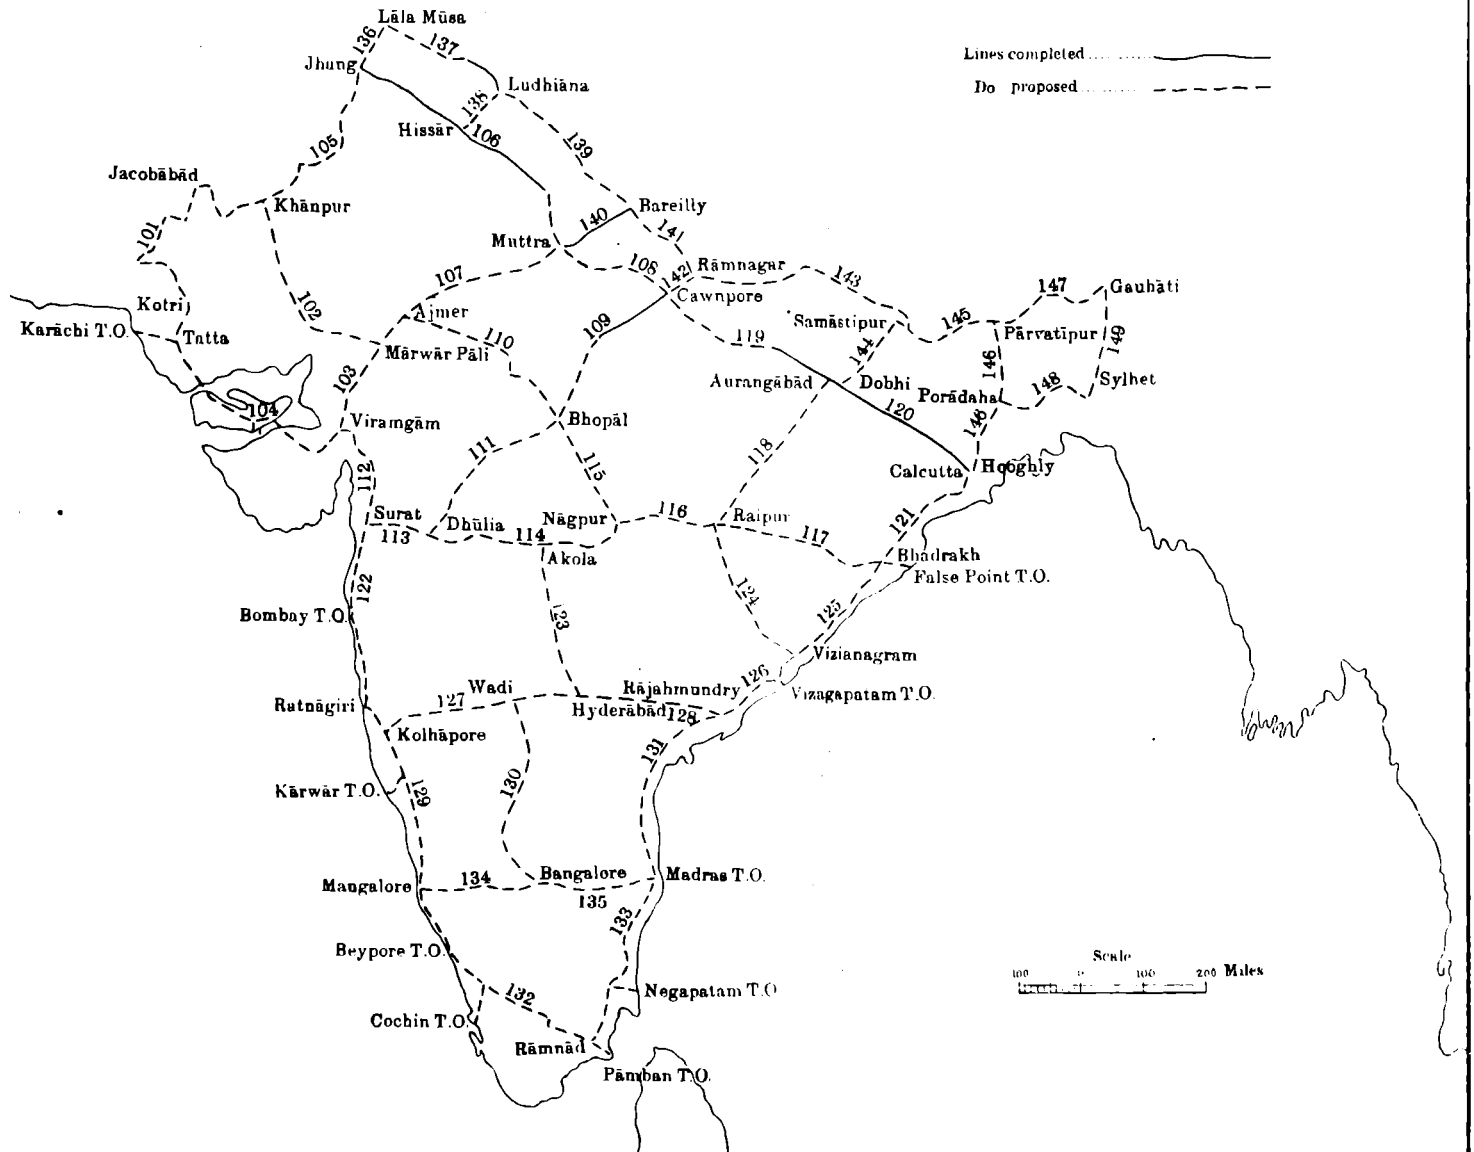 Lāla Mūsa
136
137
Lines completed
Jhung
Ludhiāna
Do proposed
138
Hissār
106
139
105
Jacobābād
Khānpur
Bareilly
140
101
141
Muttra
108
Rāmnagar
107
142
143
Gauhāti
147
Cawnpore
Kotri
102
Ajmer
Samāstipur
145
Karāchi T.O.
Tatta
110
109
119
Pārvatīpur
149
Mārwār Pāli
144
146
103
Aurangābād
Dobhi
148
Sylhet
Porādaha
104
120
Viramgām
Bhopāl
146
111
118
115
Calcutta
Hooghly
112
Surat
Dhūlia
Nāgpur
116
Raipur
121
113
114
117
Akola
Bhadrakh
False Point T.O.
122
124
Bombay T.O.
123
125
Vizianagram
126
Wadi
Rājahmundry
Vizagapatam T.O.
Ratnāgiri
127
Hyderābād
128
Kolhāpore
131
130
Kārwār T.O.
129
Mangalore
134
Bangalore
Madras T.O.
135
133
Beypore T.O.
Scale
100 0 100 200 Miles
132
Negapatam T.O
Cochin T.O.
Rāmnād
Pāmban T.O.